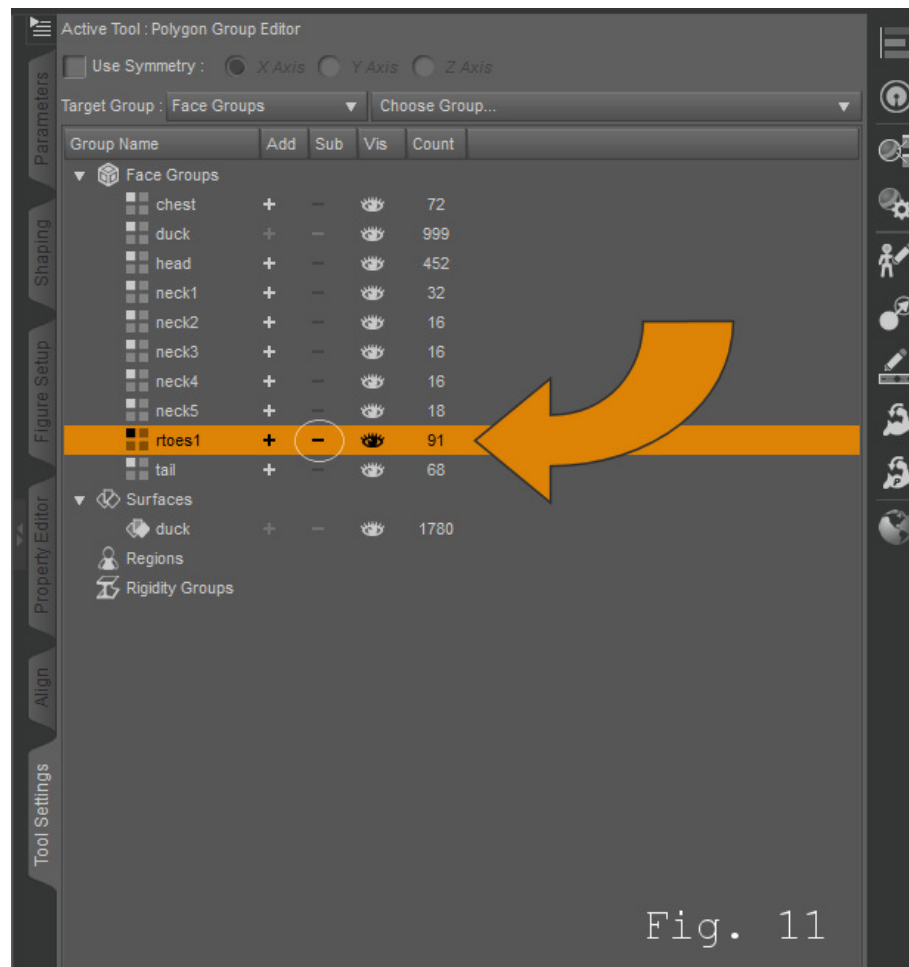 Active Tool : Polygon Group Editor
Use Symmetry : X Axis Y Axis Z Axis
Target Group : Face Groups Choose Group...
Group Name Add Sub Vis Count
Face Groups
chest + – 72
duck + – 999
head + – 452
neck1 + – 32
neck2 + – 16
neck3 + – 16
neck4 + – 16
neck5 + – 18
rtoes1 + – 91
tail + – 68
Surfaces
duck + – 1780
Regions
Rigidity Groups
Parameters
Shaping
Figure Setup
Property Editor
Align
Tool Settings
Fig. 11